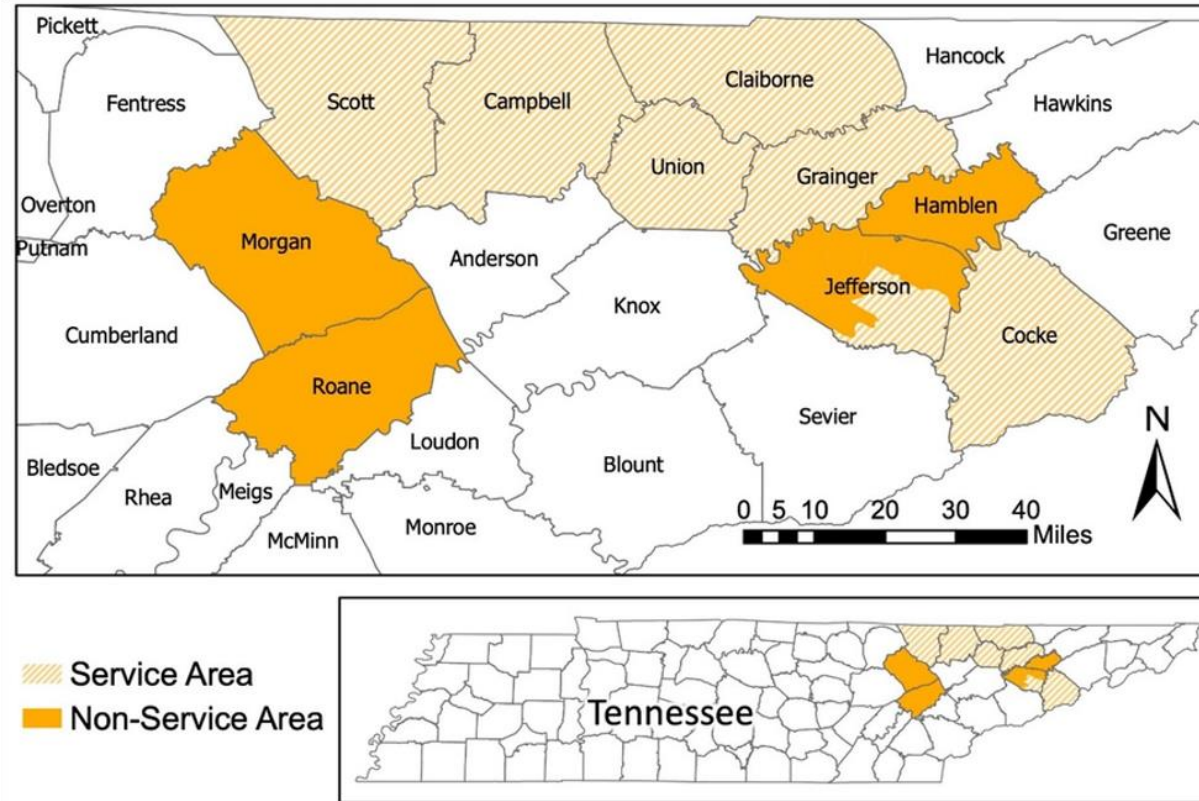 Pickett
Hancock
Claiborne
Scott
Campbell
Fentress
Hawkins
Union
Grainger
Overton
Hamblen
Greene
Morgan
Putnam
Anderson
Jefferson
Knox
Cumberland
Cocke
Roane
Sevier
Loudon
Blount
Bledsoe
Rhea
Meigs
Monroe
McMinn
N
0 5 10 20 30 40
Miles
Service Area
Non-Service Area
Tennessee